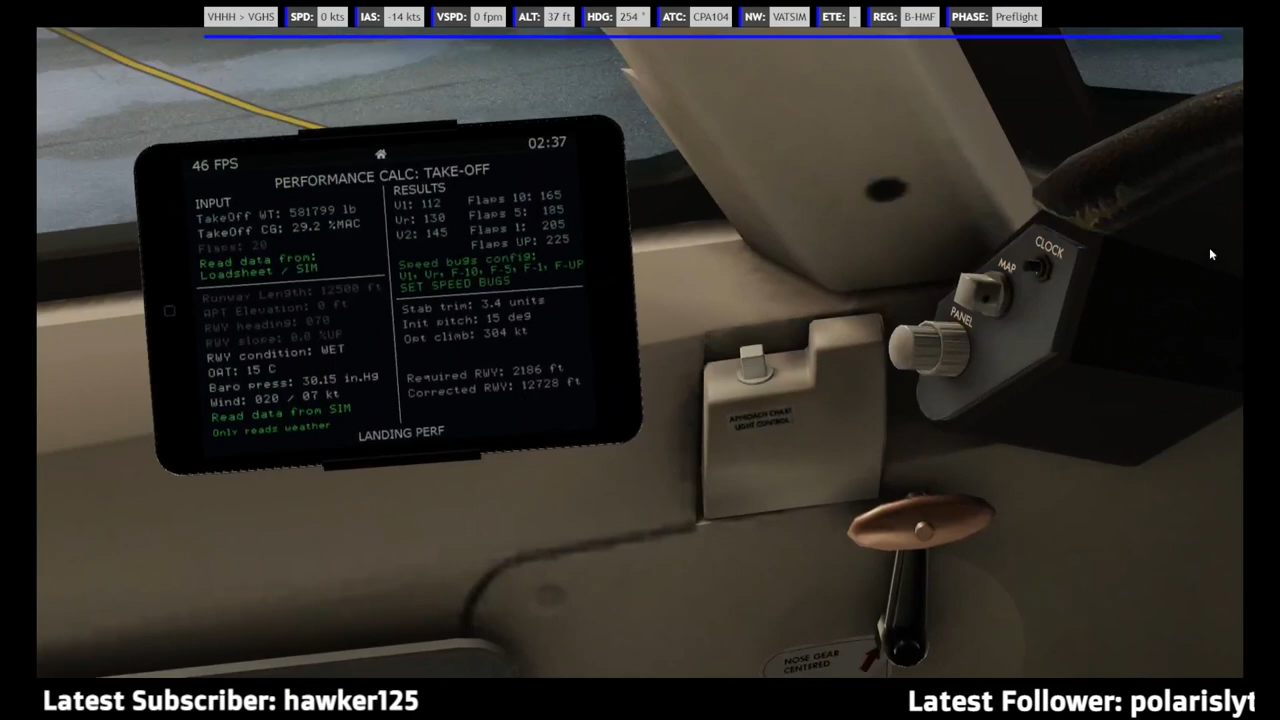 VHHH > VGHS SPD: 0 kts IAS: -14 kts VSPD: 0 fpm ALT: 37 ft HDG: 254 ° ATC: CPA104 NW: VATSIM ETE: - REG: B-HMF PHASE: Preflight
46 FPS
02:37
PERFORMANCE CALC: TAKE-OFF
INPUT
TakeOff WT: 581799 lb
TakeOff CG: 29.2 %MAC
Flaps: 20
Read data from:
Loadsheet / SIM
Runway Length: 12500 ft
APT Elevation: 0 ft
RWY heading: 070
RWY slope: 0.0 %UP
RWY condition: WET
OAT: 15 C
Baro press: 30.15 in.Hg
Wind: 020 / 07 kt
Read data from SIM
Only reads weather
RESULTS
V1: 112 Flaps 10: 165
Vr: 130 Flaps 5: 185
V2: 145 Flaps 1: 205
Flaps UP: 225
Speed bugs config:
V1, Vr, F-10, F-5, F-1, F-UP
SET SPEED BUGS
Stab trim: 3.4 units
Init pitch: 15 deg
Opt climb: 304 kt
Required RWY: 2186 ft
Corrected RWY: 12728 ft
LANDING PERF
CLOCK
MAP
PANEL
APPROACH CHART
LIGHT CONTROL
NOSE GEAR
CENTERED
Latest Subscriber: hawker125
Latest Follower: polarislyt